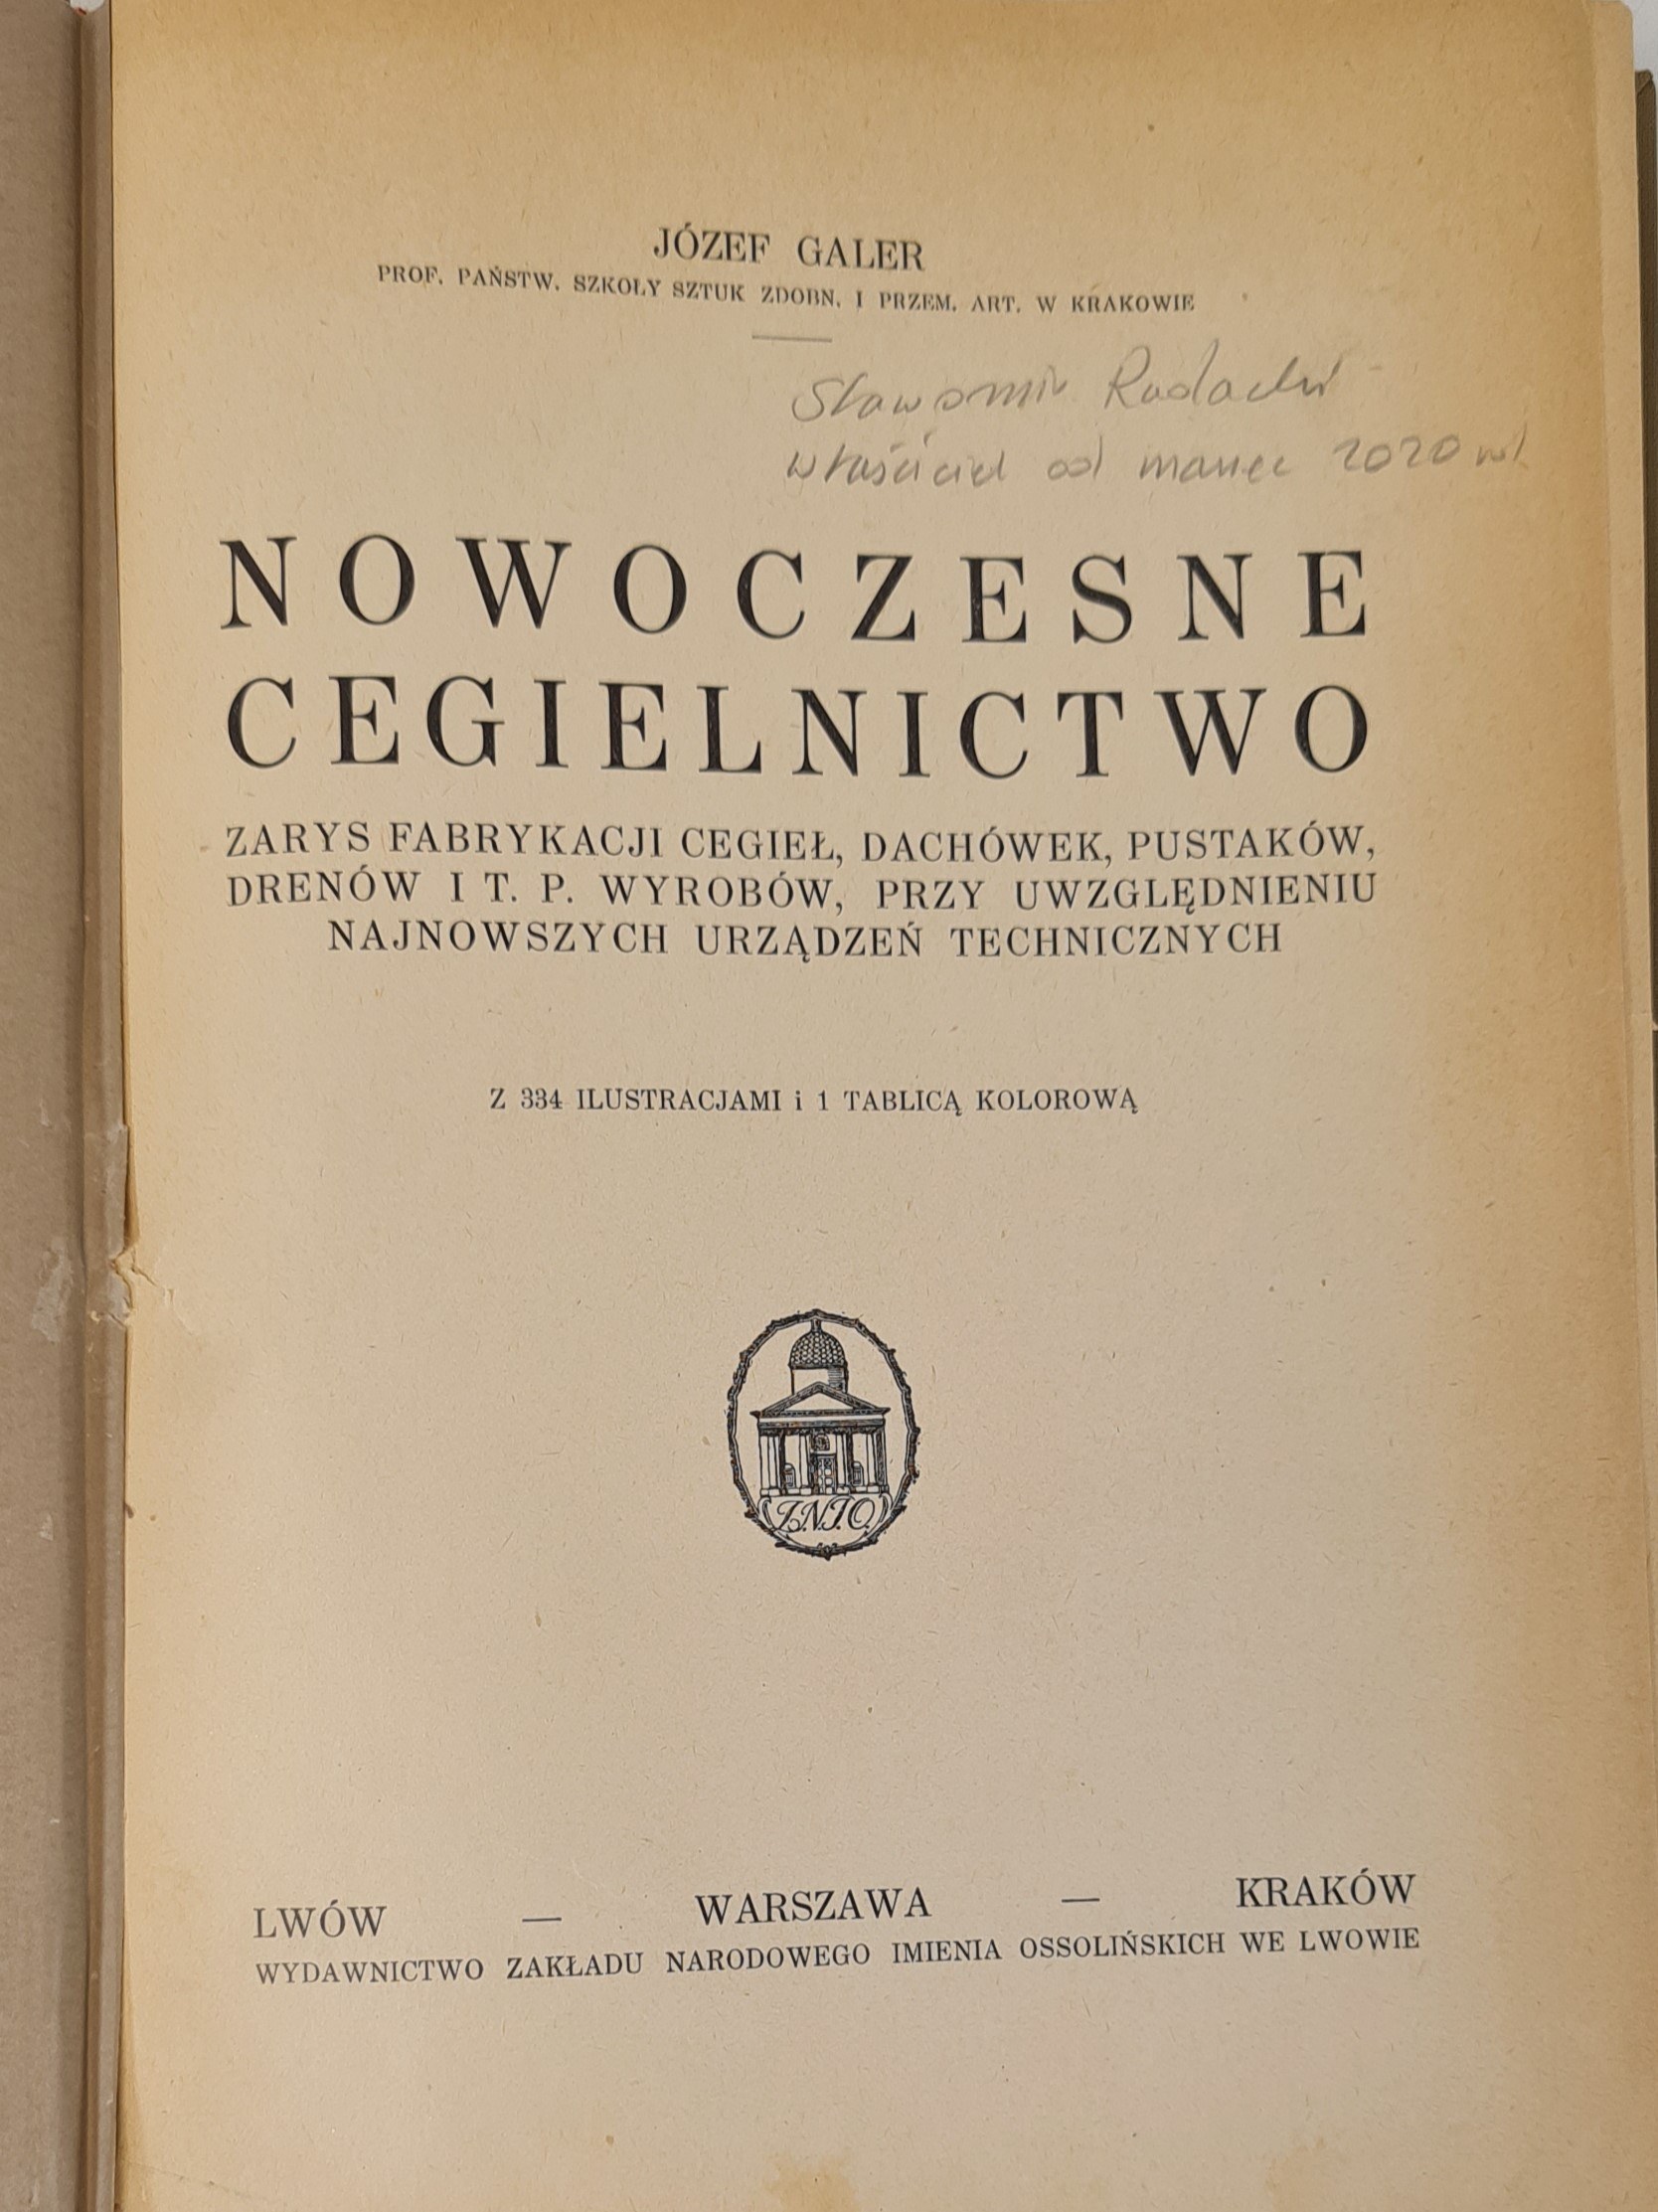 JÓZEF GALER
PROF. PAŃSTW. SZKOŁY SZTUK ZDOBN. I PRZEM. ART. W KRAKOWIE
Sławomir
właściciel od marzec 2020
NOWOCZESNE
CEGIELNICTWO
ZARYS FABRYKACJI CEGIEŁ, DACHÓWEK, PUSTAKÓW,
DRENÓW I T. P. WYROBÓW, PRZY UWZGLĘDNIENIU
NAJNOWSZYCH URZĄDZEŃ TECHNICZNYCH
Z 334 ILUSTRACJAMI i 1 TABLICĄ KOLOROWĄ
Z.N.I.O.
LWÓW — WARSZAWA — KRAKÓW
WYDAWNICTWO ZAKŁADU NARODOWEGO IMIENIA OSSOLIŃSKICH WE LWOWIE